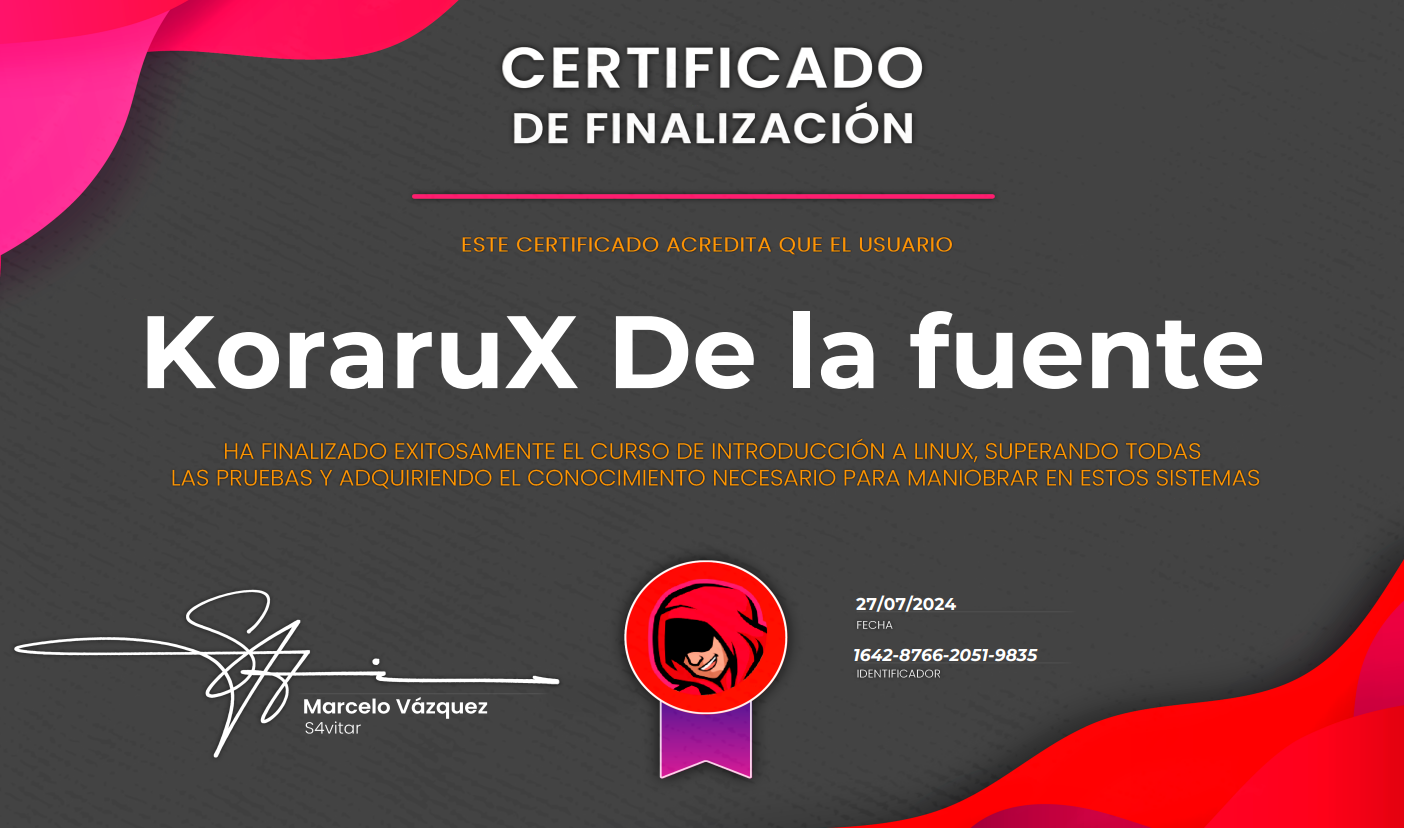 CERTIFICADO
DE FINALIZACIÓN
ESTE CERTIFICADO ACREDITA QUE EL USUARIO
KoraruX De la fuente
HA FINALIZADO EXITOSAMENTE EL CURSO DE INTRODUCCIÓN A LINUX, SUPERANDO TODAS
LAS PRUEBAS Y ADQUIRIENDO EL CONOCIMIENTO NECESARIO PARA MANIOBRAR EN ESTOS SISTEMAS
Marcelo Vázquez
S4vitar
27/07/2024
FECHA
1642-8766-2051-9835
IDENTIFICADOR